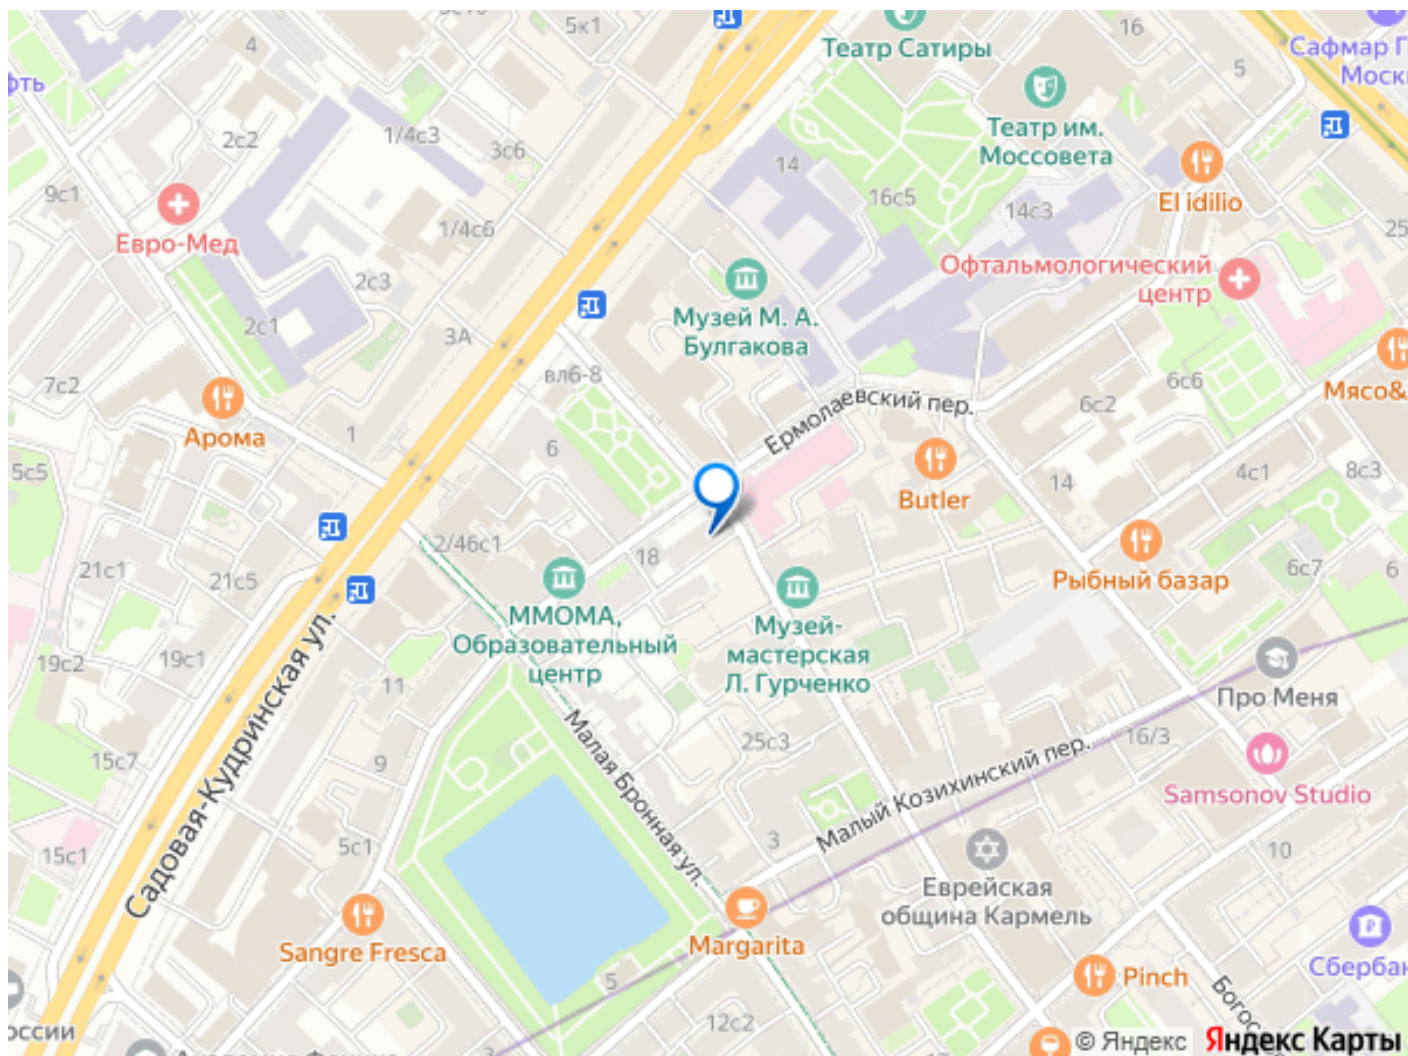 5к1
4
фть
Театр Сатиры
16
5
Сафмар Г
Моск
2с2
1/4с3
3с6
Театр им.
Моссовета
9с1
14
16с5
14с3
El idilio
25
Евро-Мед
1/4с6
2с3
2с1
3А
Офтальмологический
центр
Музей М. А.
Булгакова
вл6-8
7с2
Арома
1
6
Ермолаевский пер.
6с6
6с2
Мясо&
5с5
Butler
14
4с1
8с3
2/46с1
18
21с1
21с5
Рыбный базар
6с7
6
ММОМА,
Образовательный
центр
Музей-
мастерская
Л. Гурченко
19с2
19с1
11
Про Меня
Садовая-Кудринская ул.
Малая Бронная ул.
25с3
16/3
Малый Козихинский пер.
15с7
9
Samsonov Studio
15с1
5с1
3
10
Еврейская
община Кармель
Sangre Fresca
Margarita
Сбербан
5
Pinch
Богос
12с2
оссии
3
© Яндекс
Яндекс Карты